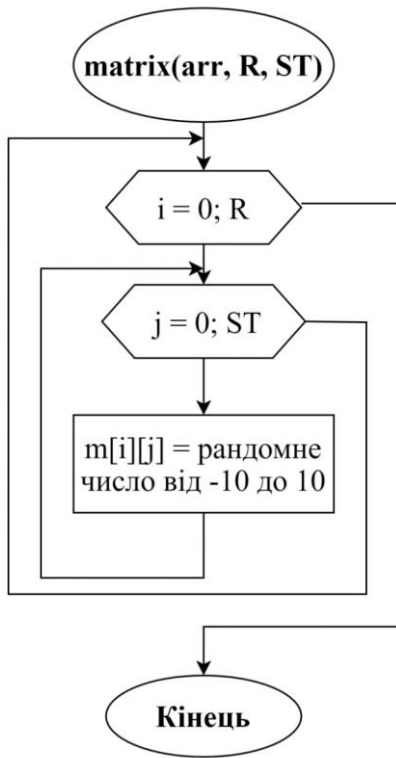 matrix(arr, R, ST)
i = 0; R
j = 0; ST
m[i][j] = рандомне
число від -10 до 10
Кінець